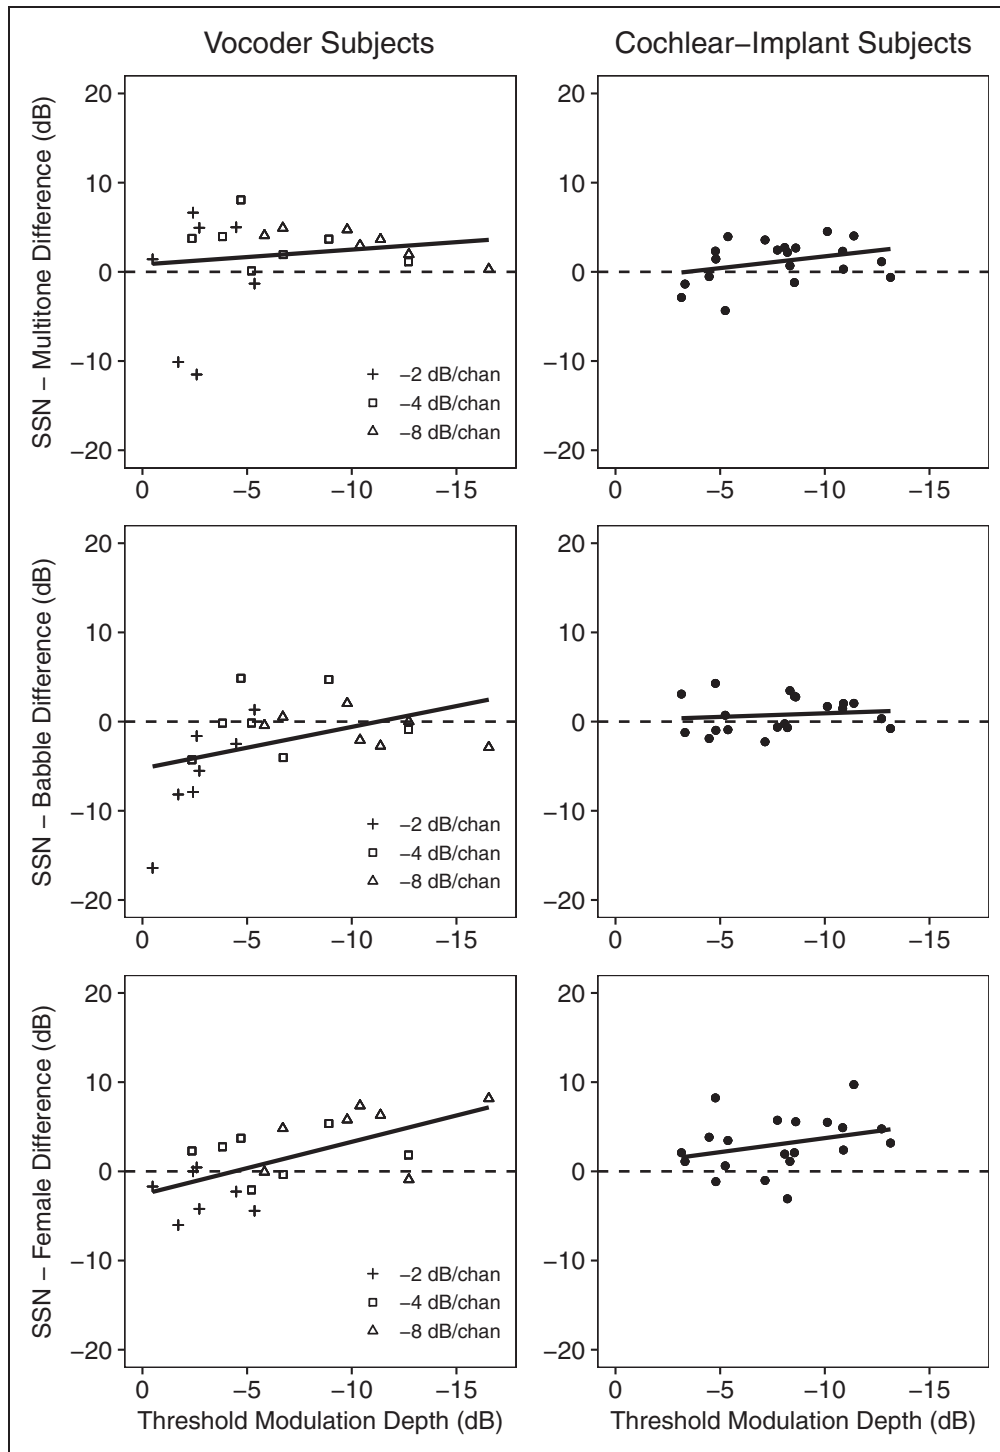 Vocoder Subjects
Cochlear−Implant Subjects
SSN − Multitone Difference (dB)
20
10
0
−10
−20
−2 dB/chan
−4 dB/chan
−8 dB/chan
0 −5 −10 −15
20
10
0
−10
−20
0 −5 −10 −15
SSN − Babble Difference (dB)
20
10
0
−10
−20
−2 dB/chan
−4 dB/chan
−8 dB/chan
0 −5 −10 −15
20
10
0
−10
−20
0 −5 −10 −15
SSN − Female Difference (dB)
20
10
0
−10
−20
−2 dB/chan
−4 dB/chan
−8 dB/chan
0 −5 −10 −15
Threshold Modulation Depth (dB)
20
10
0
−10
−20
0 −5 −10 −15
Threshold Modulation Depth (dB)